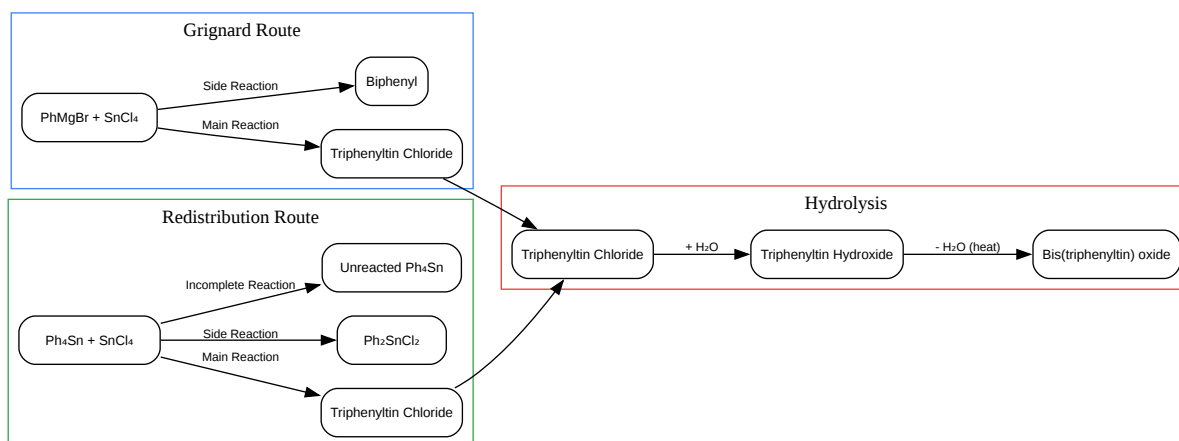 Grignard Route
Side Reaction
Biphenyl
PhMgBr + SnCl₄
Main Reaction
Triphenyltin Chloride
Redistribution Route
Unreacted Ph₄Sn
Incomplete Reaction
Ph₄Sn + SnCl₄
Side Reaction
Ph₂SnCl₂
Main Reaction
Triphenyltin Chloride
Hydrolysis
Triphenyltin Chloride
+ H₂O
Triphenyltin Hydroxide
- H₂O (heat)
Bis(triphenyltin) oxide